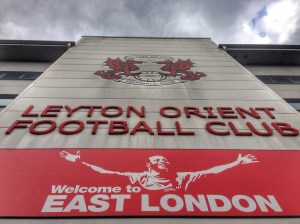 LEYTON ORIENT
FOOTBALL CLUB
Welcome to
EAST LONDON